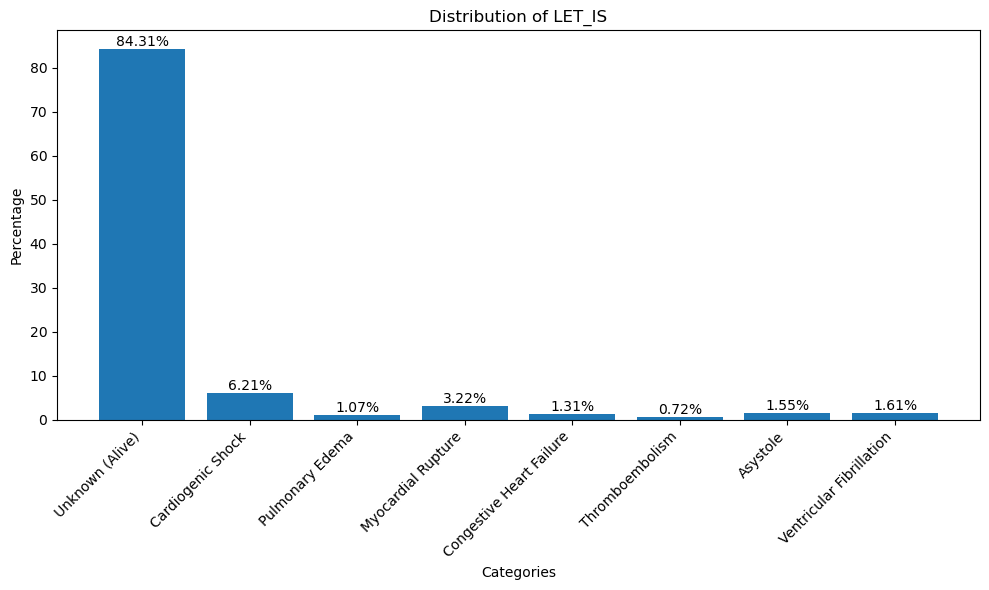 Distribution of LET_IS
Percentage
80
70
60
50
40
30
20
10
0
84.31%
6.21%
1.07%
3.22%
1.31%
0.72%
1.55%
1.61%
Unknown (Alive)
Cardiogenic Shock
Pulmonary Edema
Myocardial Rupture
Congestive Heart Failure
Thromboembolism
Asystole
Ventricular Fibrillation
Categories